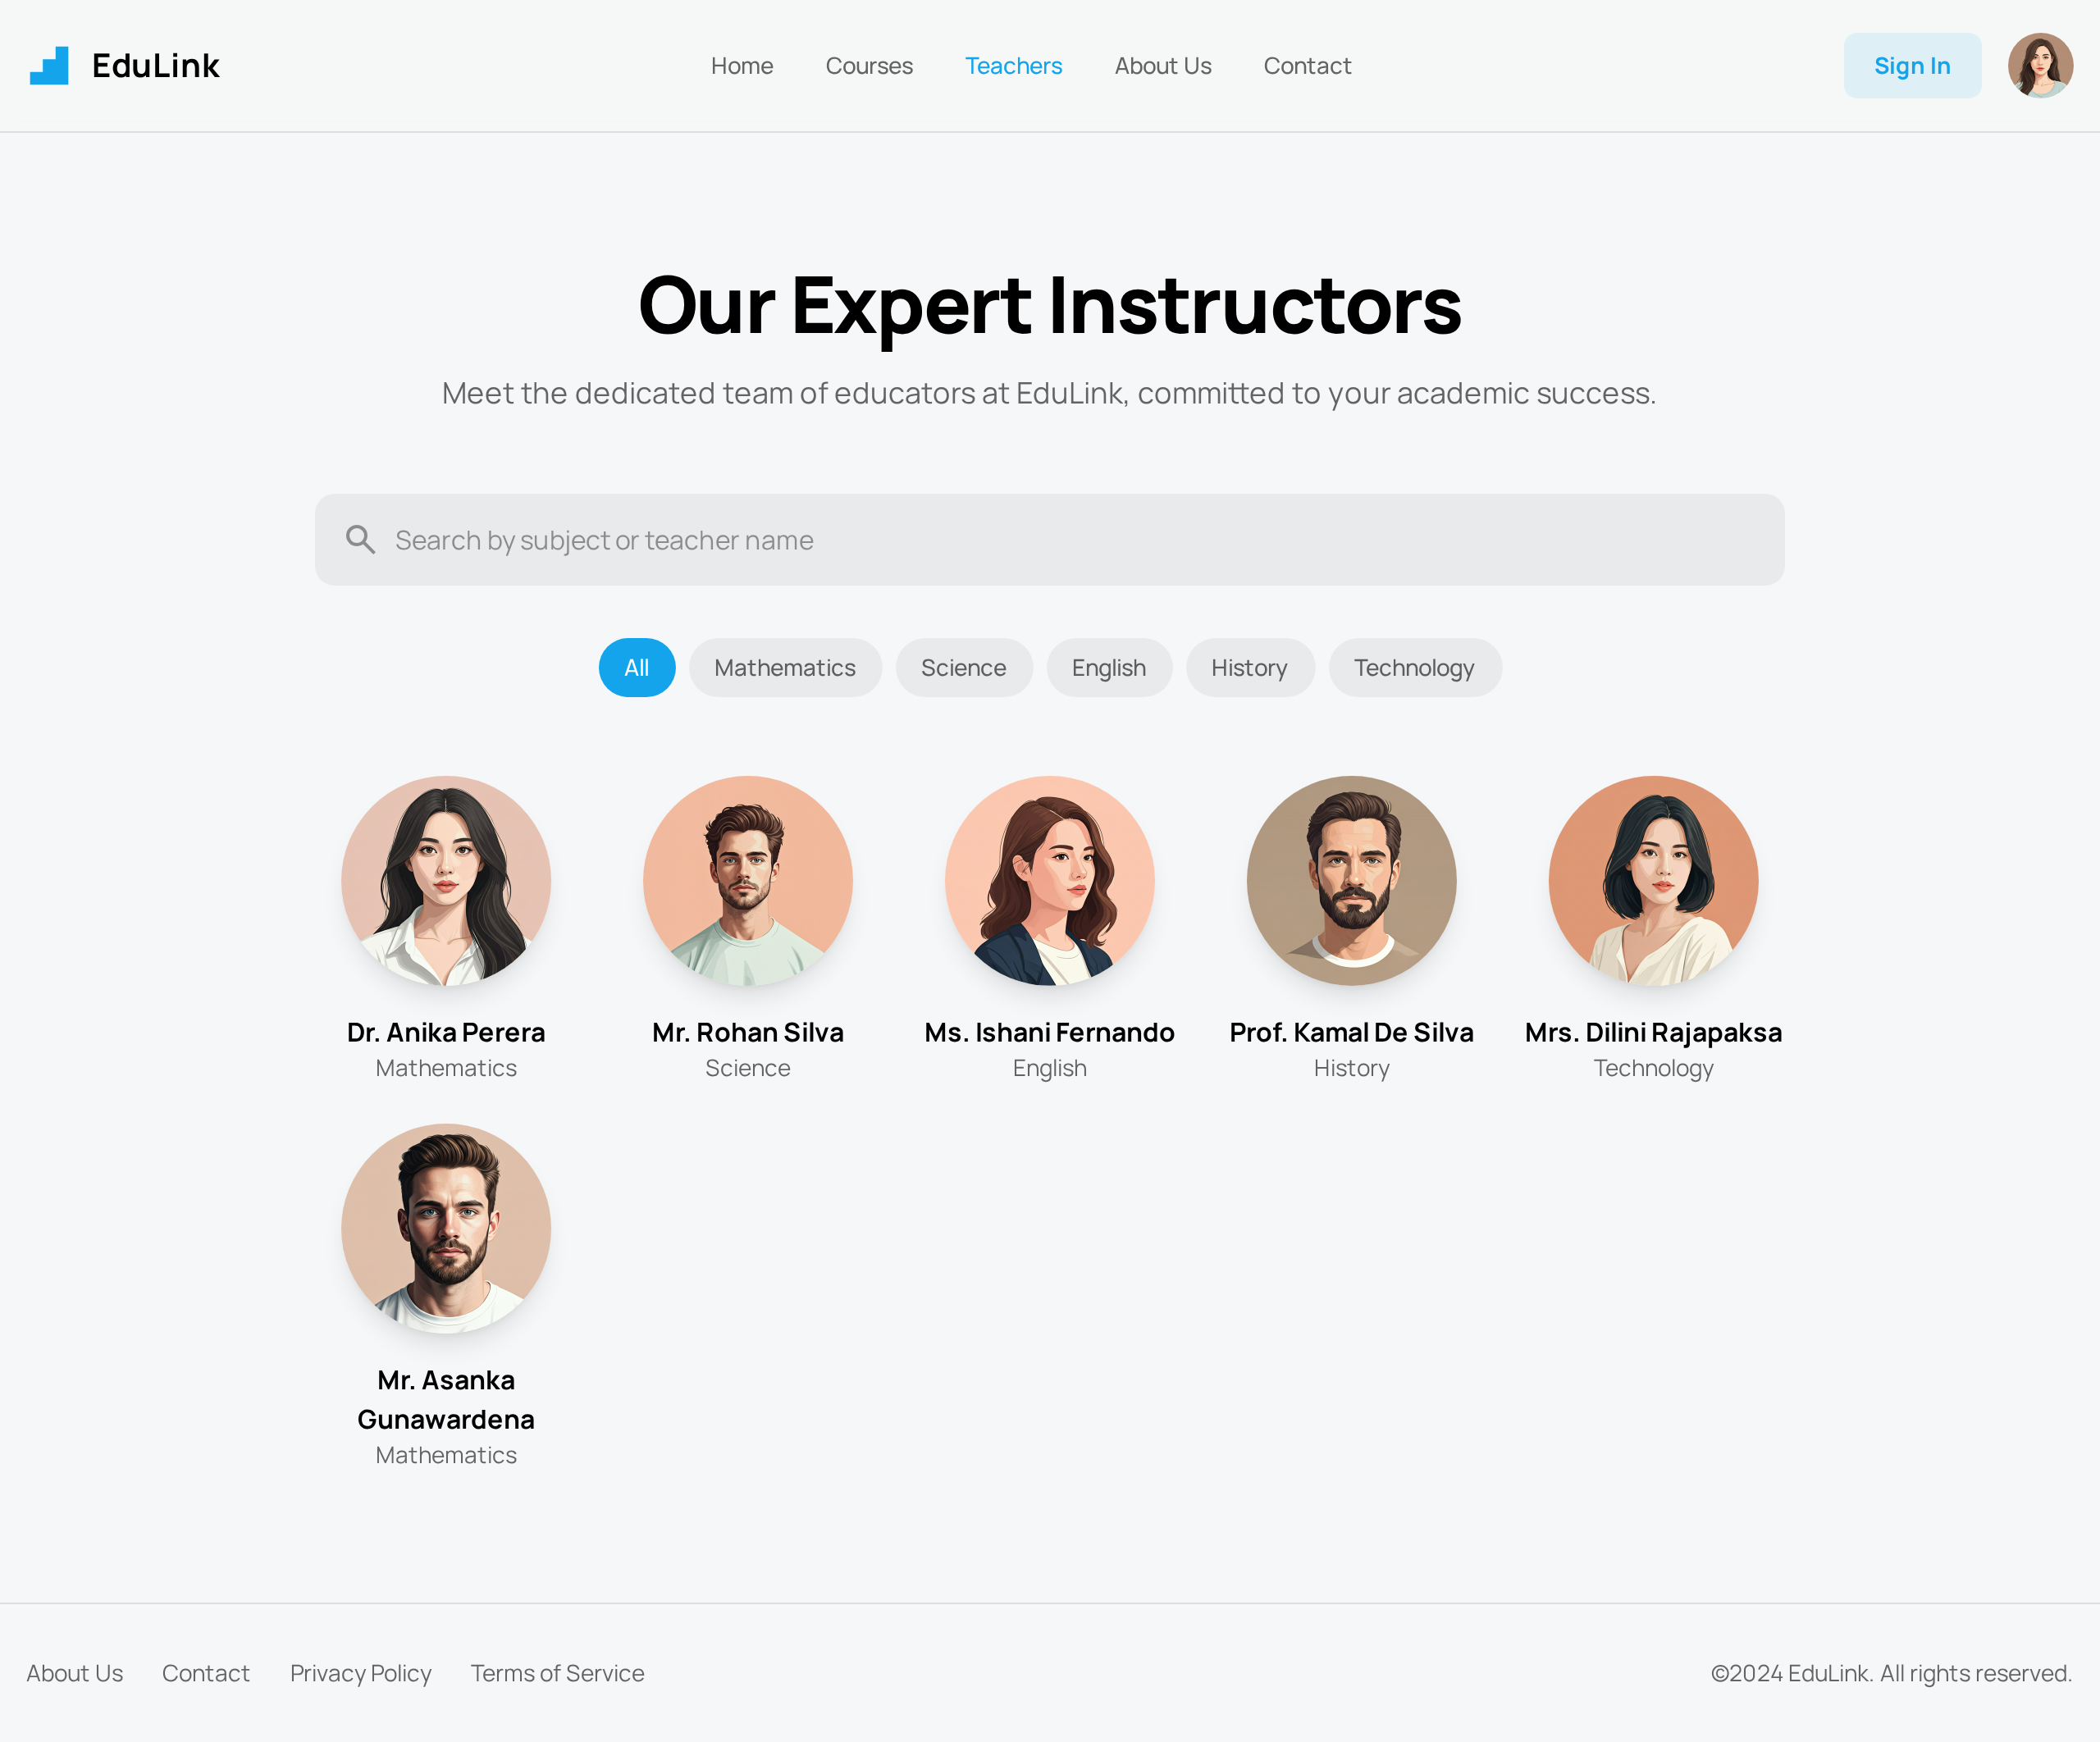 EduLink
Home
Courses
Teachers
About Us
Contact
Sign In
Our Expert Instructors
Meet the dedicated team of educators at EduLink, committed to your academic success.
Search by subject or teacher name
All
Mathematics
Science
English
History
Technology
Dr. Anika Perera
Mathematics
Mr. Rohan Silva
Science
Ms. Ishani Fernando
English
Prof. Kamal De Silva
History
Mrs. Dilini Rajapaksa
Technology
Mr. Asanka
Gunawardena
Mathematics
About Us
Contact
Privacy Policy
Terms of Service
©2024 EduLink. All rights reserved.